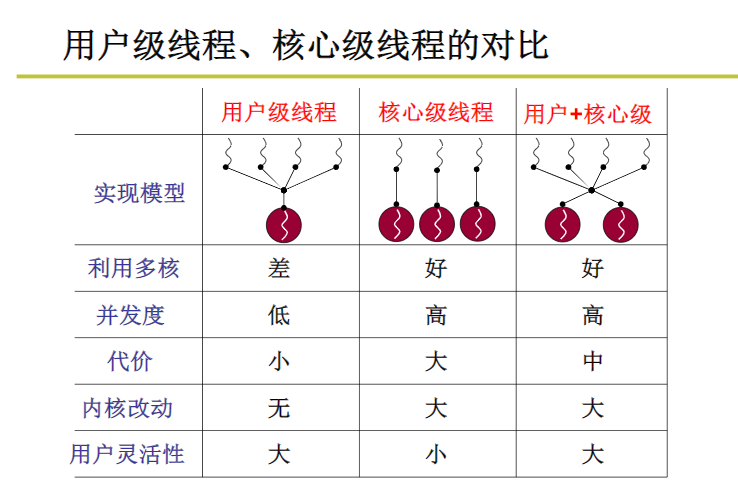 用户级线程、核心级线程的对比
用户级线程 核心级线程 用户+核心级
实现模型
利用多核 差 好 好
并发度 低 高 高
代价 小 大 中
内核改动 无 大 大
用户灵活性 大 小 大